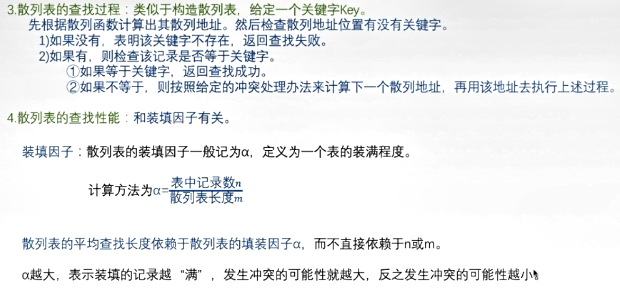 3.散列表的查找过程：类似于构造散列表，给定一个关键字Key。
先根据散列函数计算出其散列地址。然后检查散列地址位置有没有关键字。
1)如果没有，表明该关键字不存在，返回查找失败。
2)如果有，则检查该记录是否等于关键字。
①如果等于关键字，返回查找成功。
②如果不等于，则按照给定的冲突处理办法来计算下一个散列地址，再用该地址去执行上述过程。
4.散列表的查找性能：和装填因子有关。
装填因子：散列表的装填因子一般记为α，定义为一个表的装满程度。
计算方法为α=表中记录数n
散列表长度m
散列表的平均查找长度依赖于散列表的填装因子α，而不直接依赖于n或m。
α越大，表示装填的记录越“满”，发生冲突的可能性就越大，反之发生冲突的可能性越小